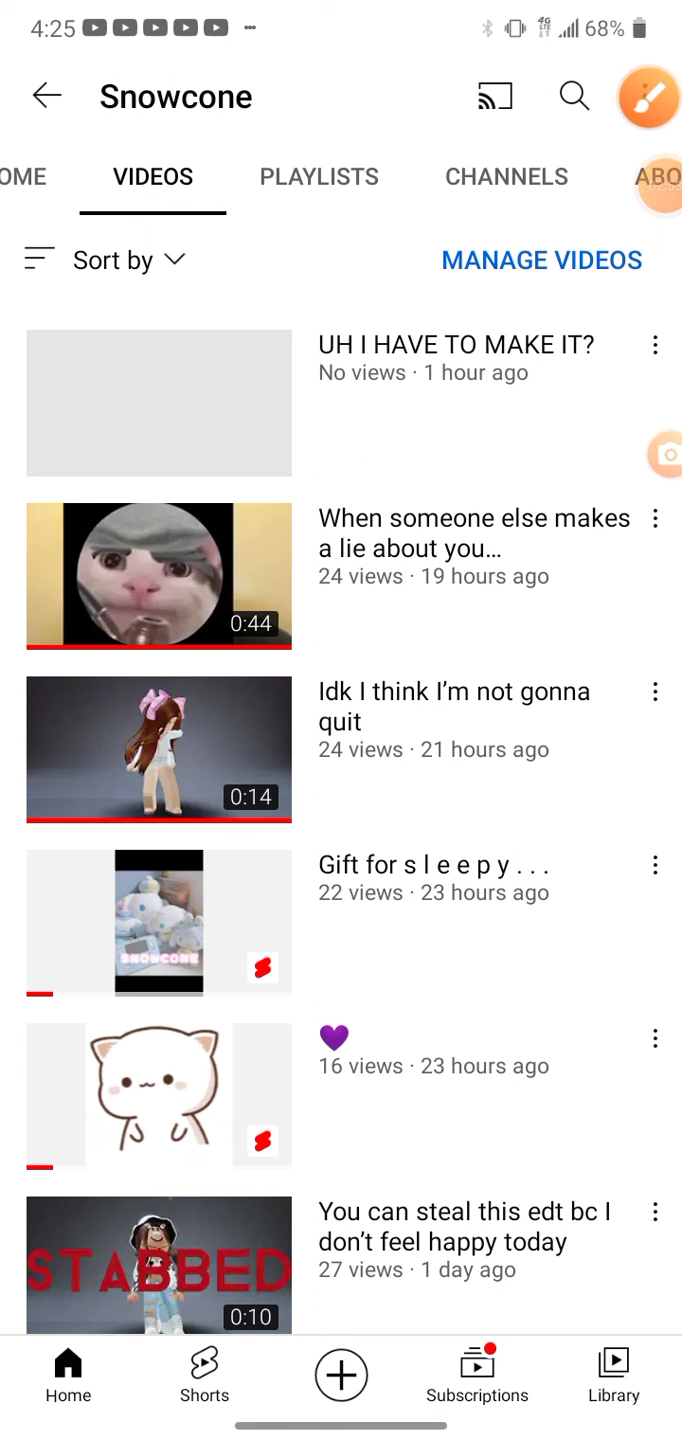 4:25
4G LTE
68%
Snowcone
OME VIDEOS PLAYLISTS CHANNELS ABO
Sort by
MANAGE VIDEOS
UH I HAVE TO MAKE IT?
No views · 1 hour ago
When someone else makes
a lie about you...
24 views · 19 hours ago
0:44
Idk I think I’m not gonna
quit
24 views · 21 hours ago
0:14
Gift for s l e e p y . . .
22 views · 23 hours ago
SNOWCONE
💜
16 views · 23 hours ago
You can steal this edt bc I
don’t feel happy today
27 views · 1 day ago
STABBED
0:10
Home Shorts Subscriptions Library